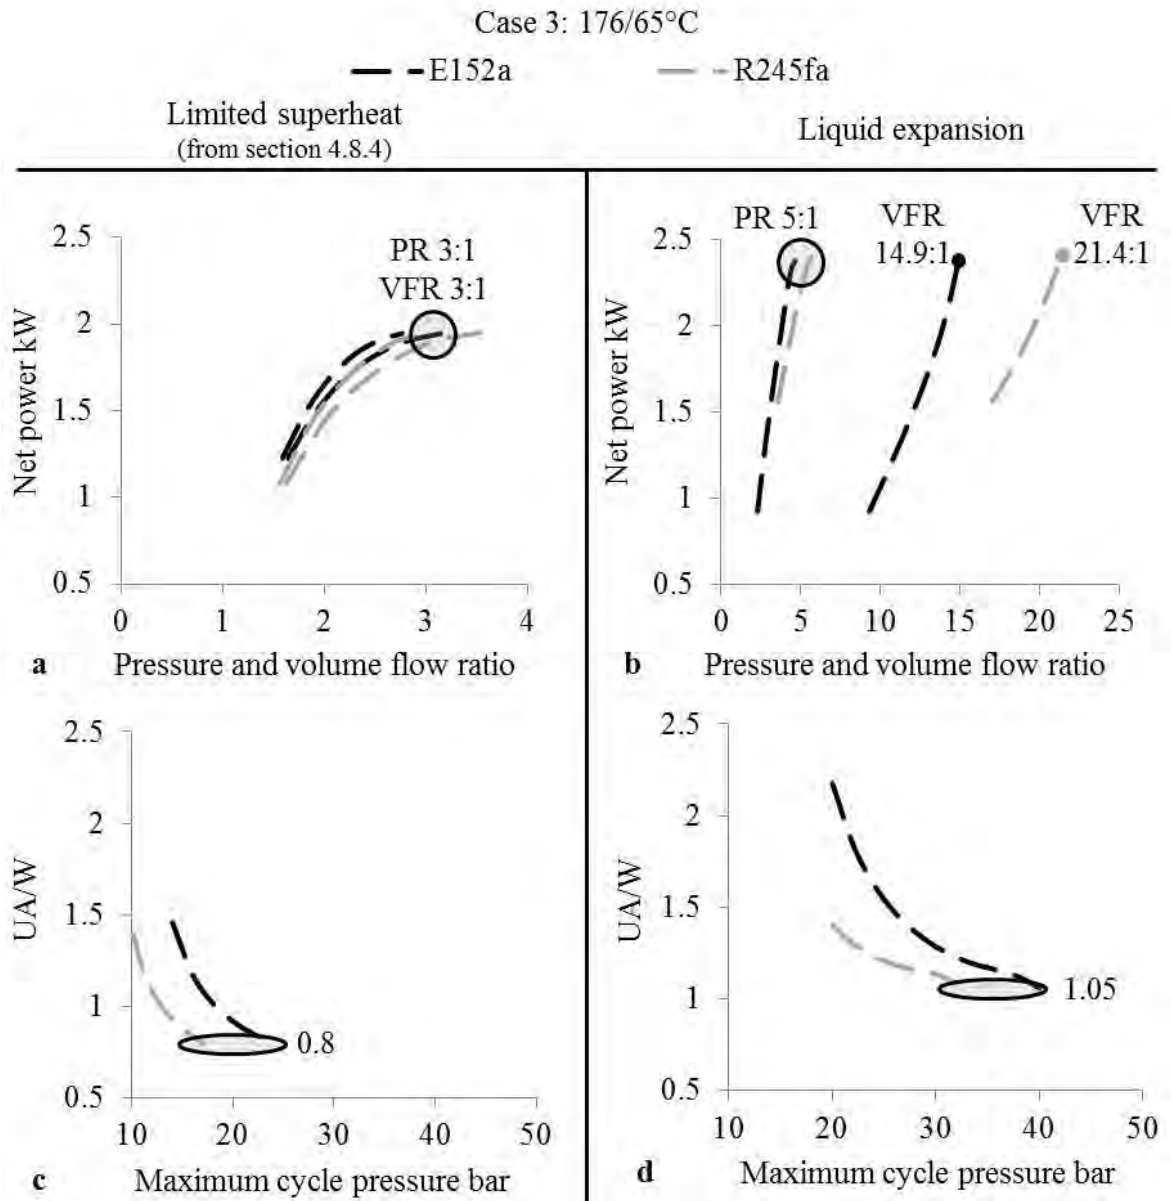 Case 3: 176/65°C
E152a
R245fa
Limited superheat
(from section 4.8.4)
Liquid expansion
2.5
2
1.5
1
0.5
Net power kW
PR 3:1
VFR 3:1
0 1 2 3 4
a Pressure and volume flow ratio
PR 5:1
VFR
14.9:1
VFR
21.4:1
2.5
2
1.5
1
0.5
Net power kW
0 5 10 15 20 25
b Pressure and volume flow ratio
2.5
2
1.5
1
0.5
UA/W
0.8
10 20 30 40 50
c Maximum cycle pressure bar
2.5
2
1.5
1
0.5
UA/W
1.05
10 20 30 40 50
d Maximum cycle pressure bar